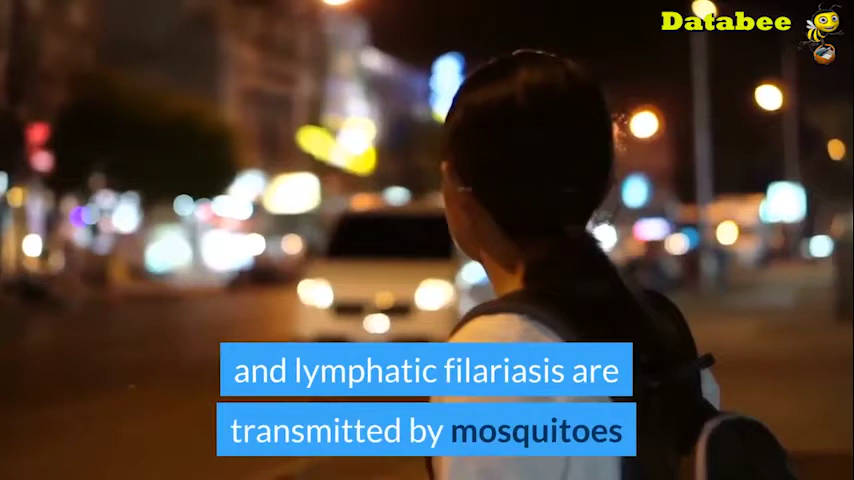 Databee
and lymphatic filariasis are
transmitted by mosquitoes